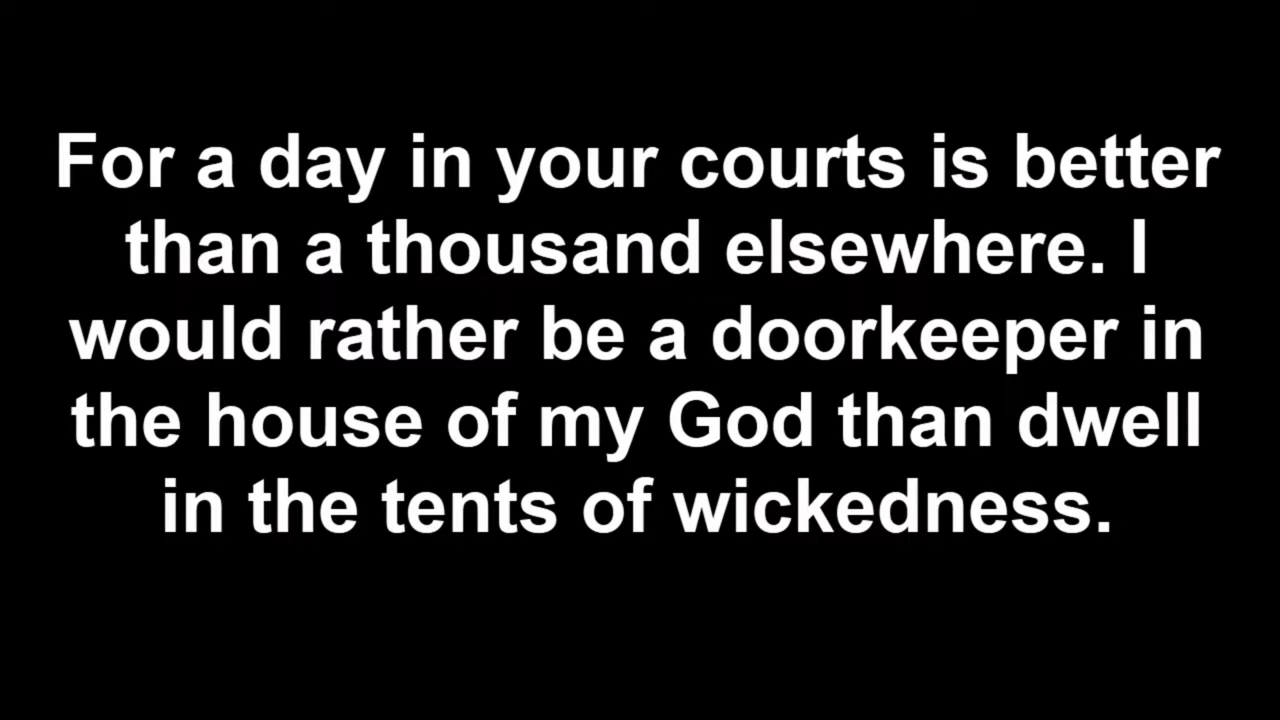 For a day in your courts is better
than a thousand elsewhere. I
would rather be a doorkeeper in
the house of my God than dwell
in the tents of wickedness.